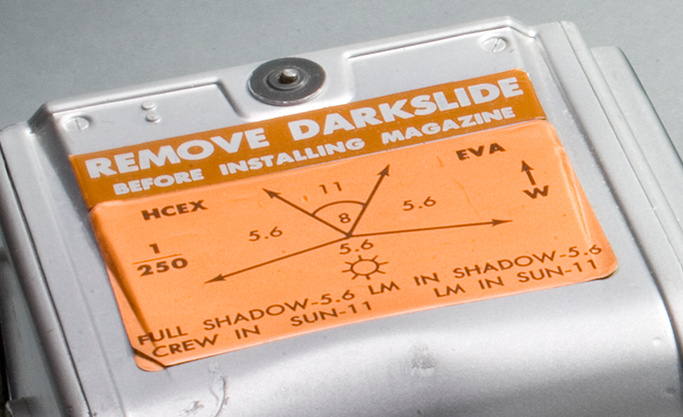 REMOVE DARKSLIDE
BEFORE INSTALLING MAGAZINE
HCEX
EVA
W
1
250
5.6
11
8
5.6
5.6
FULL SHADOW-5.6 LM IN SHADOW-5.6
CREW IN SUN-11 LM IN SUN-11